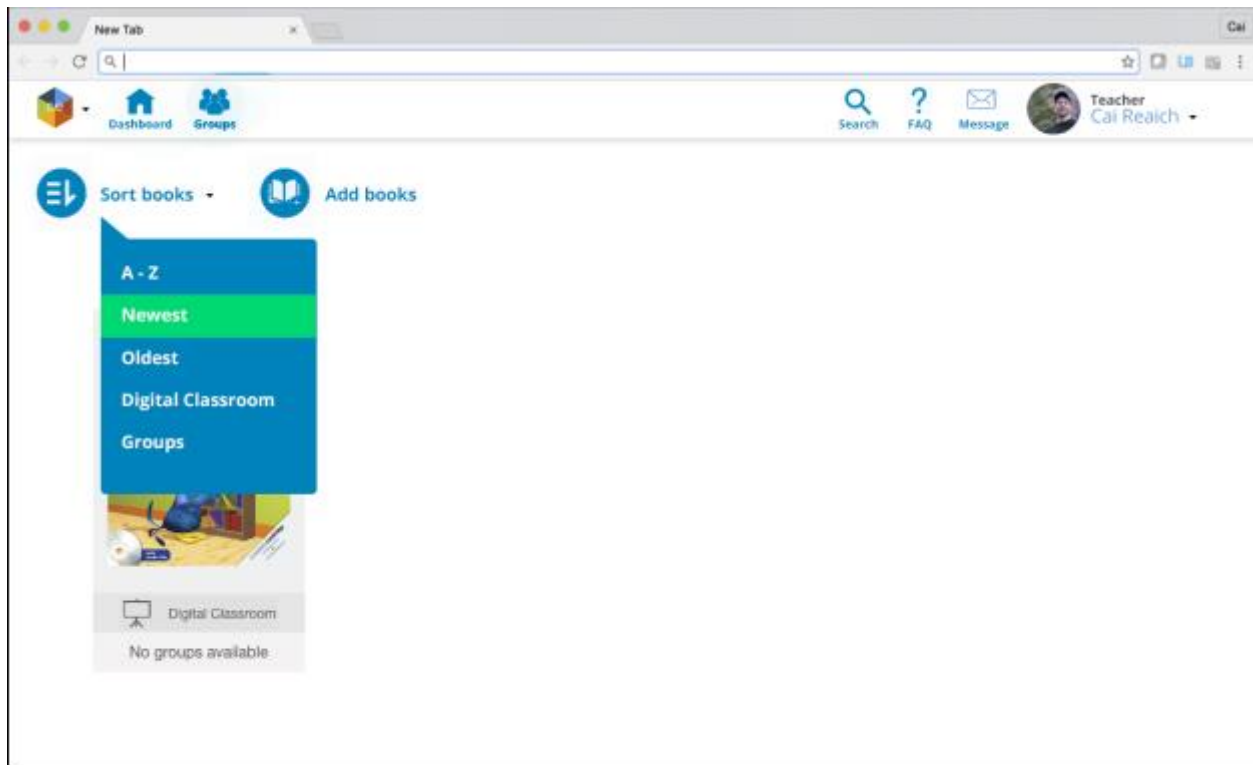 New Tab
Cai
Dashboard
Groups
Search
FAQ
Message
Teacher
Cai Reaich
Sort books
Add books
A - Z
Newest
Oldest
Digital Classroom
Groups
Digital Classroom
No groups available